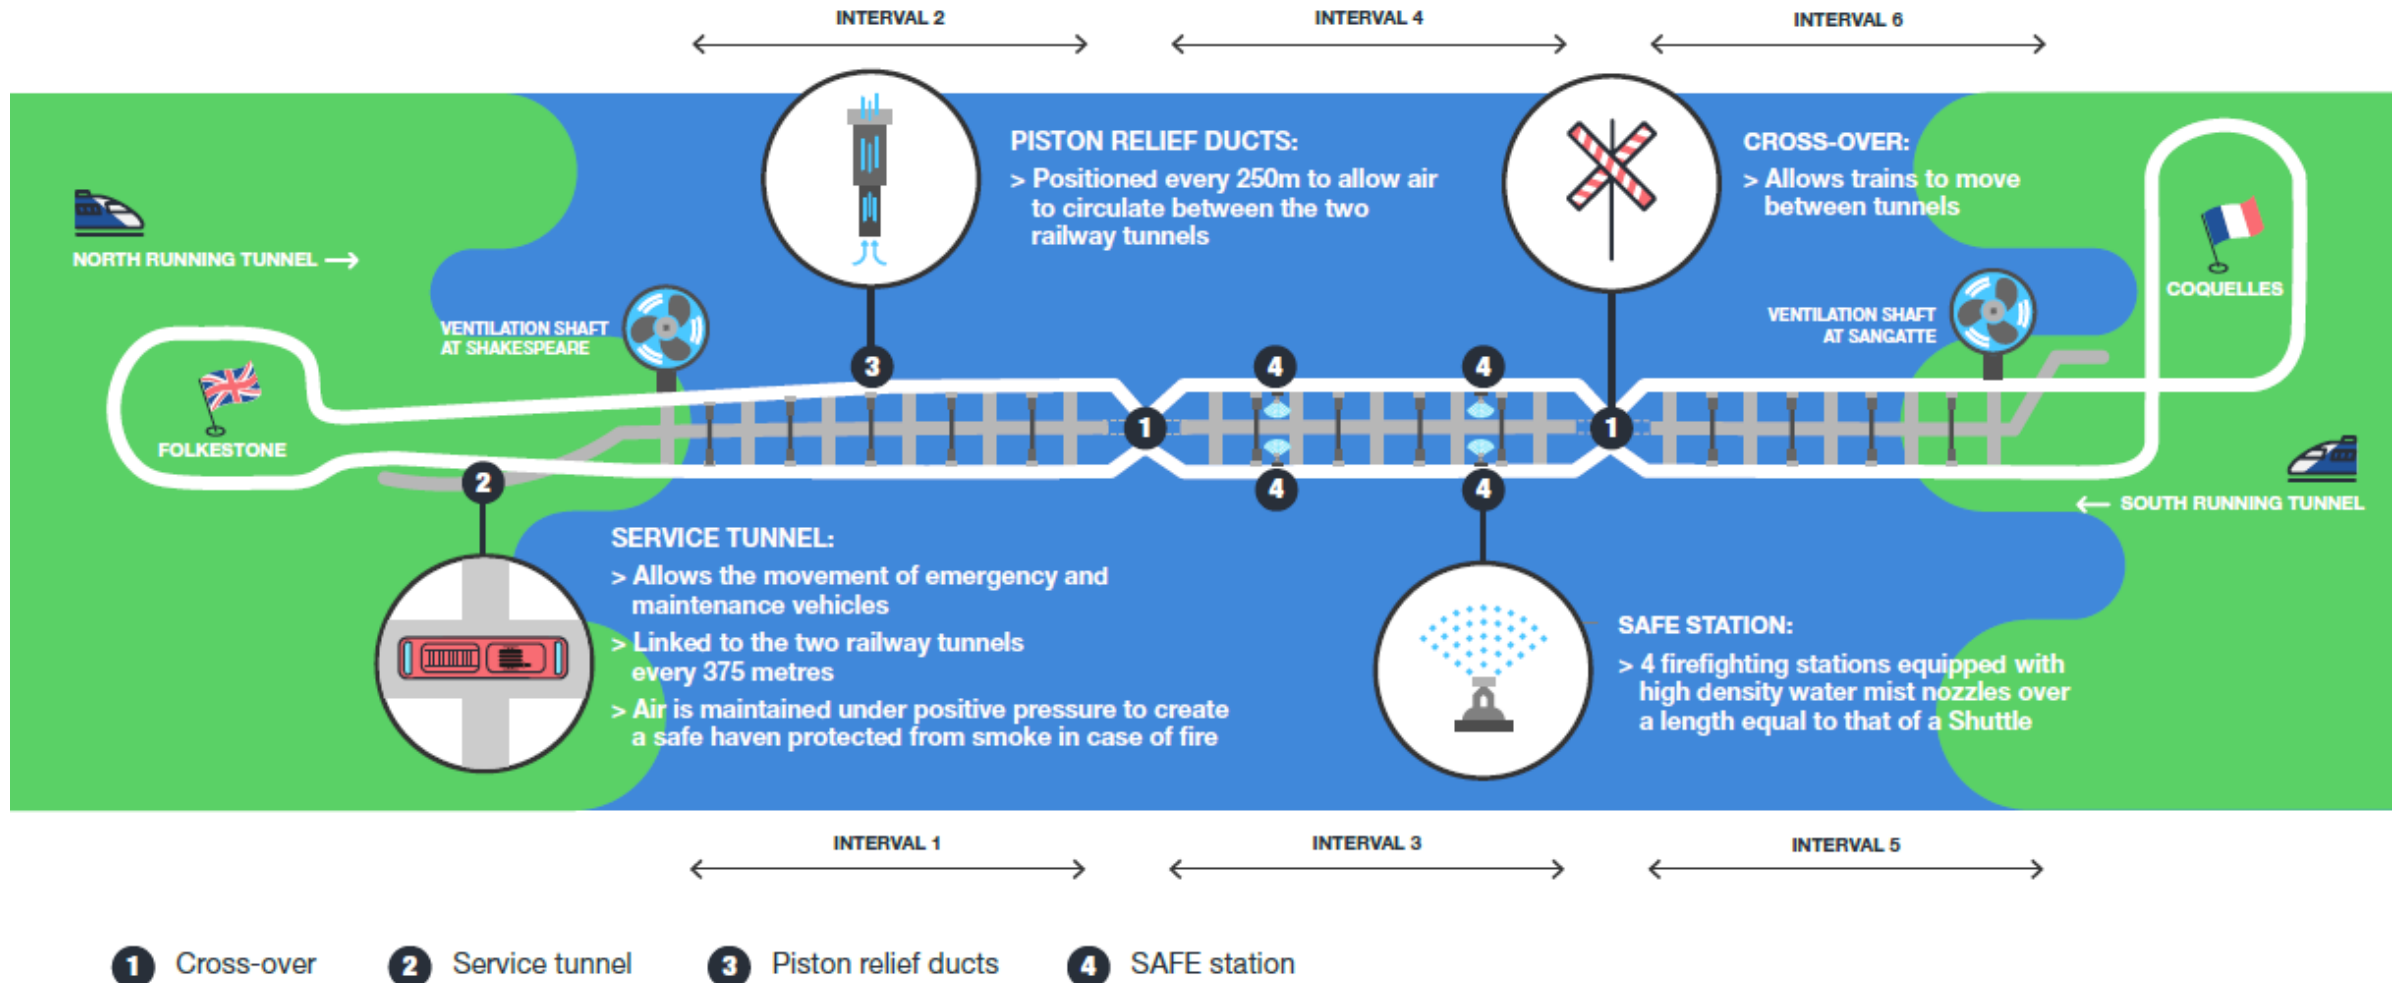 INTERVAL 2
INTERVAL 4
INTERVAL 6
PISTON RELIEF DUCTS:
> Positioned every 250m to allow air
to circulate between the two
railway tunnels
CROSS-OVER:
> Allows trains to move
between tunnels
NORTH RUNNING TUNNEL →
COQUELLES
VENTILATION SHAFT
AT SHAKESPEARE
VENTILATION SHAFT
AT SANGATTE
3
4
4
1
1
FOLKESTONE
2
4
4
← SOUTH RUNNING TUNNEL
SERVICE TUNNEL:
> Allows the movement of emergency and
maintenance vehicles
> Linked to the two railway tunnels
every 375 metres
> Air is maintained under positive pressure to create
a safe haven protected from smoke in case of fire
SAFE STATION:
> 4 firefighting stations equipped with
high density water mist nozzles over
a length equal to that of a Shuttle
INTERVAL 1
INTERVAL 3
INTERVAL 5
1 Cross-over
2 Service tunnel
3 Piston relief ducts
4 SAFE station